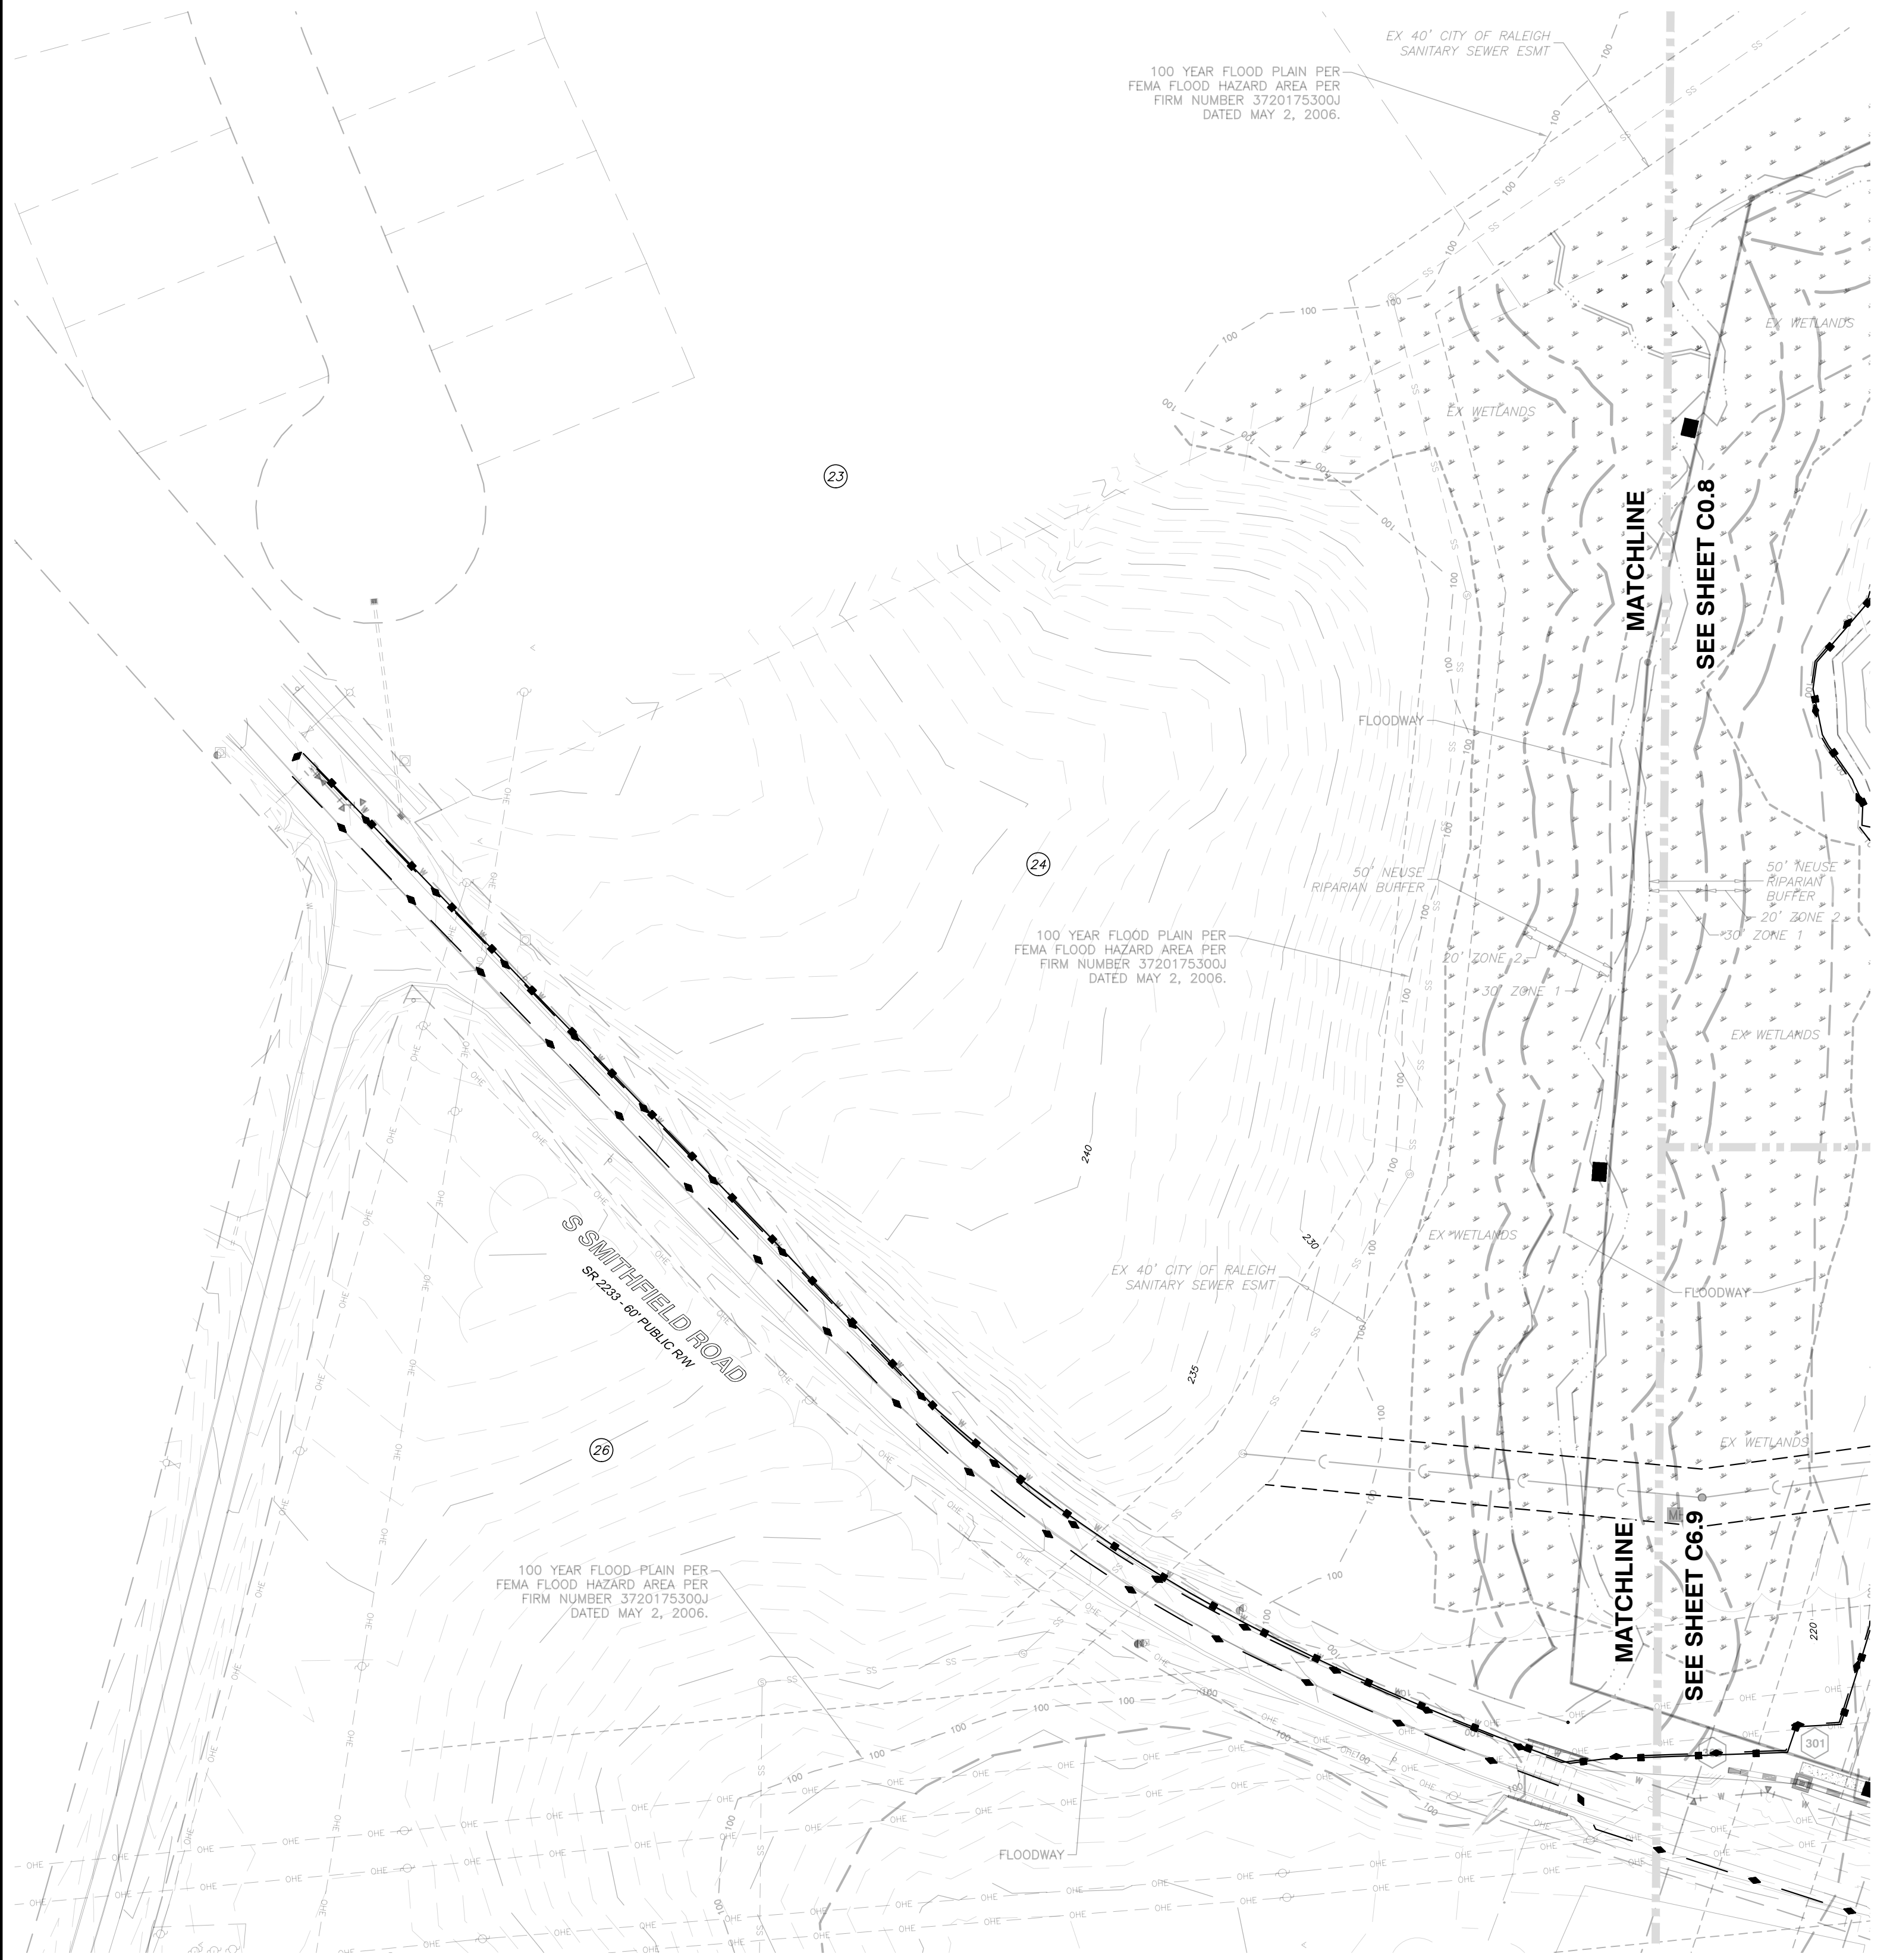 EX 40' CITY OF RALEIGH
SANITARY SEWER ESMT
100 YEAR FLOOD PLAIN PER
FEMA FLOOD HAZARD AREA PER
FIRM NUMBER 3720175300J
DATED MAY 2, 2006.
EX WETLANDS
EX WETLANDS
23
MATCHLINE
SEE SHEET C0.8
FLOODWAY
24
50' NEUSE
RIPARIAN BUFFER
50' NEUSE
RIPARIAN
BUFFER
20' ZONE 2
30' ZONE 1
100 YEAR FLOOD PLAIN PER
FEMA FLOOD HAZARD AREA PER
FIRM NUMBER 3720175300J
DATED MAY 2, 2006.
20' ZONE 2
30' ZONE 1
EX WETLANDS
240
230
EX WETLANDS
EX 40' CITY OF RALEIGH
SANITARY SEWER ESMT
FLOODWAY
S SMITHFIELD ROAD
SR 2233 - 60' PUBLIC R/W
235
26
EX WETLANDS
MATCHLINE
SEE SHEET C6.9
100 YEAR FLOOD PLAIN PER
FEMA FLOOD HAZARD AREA PER
FIRM NUMBER 3720175300J
DATED MAY 2, 2006.
220
301
FLOODWAY
100
SS
OHE
W